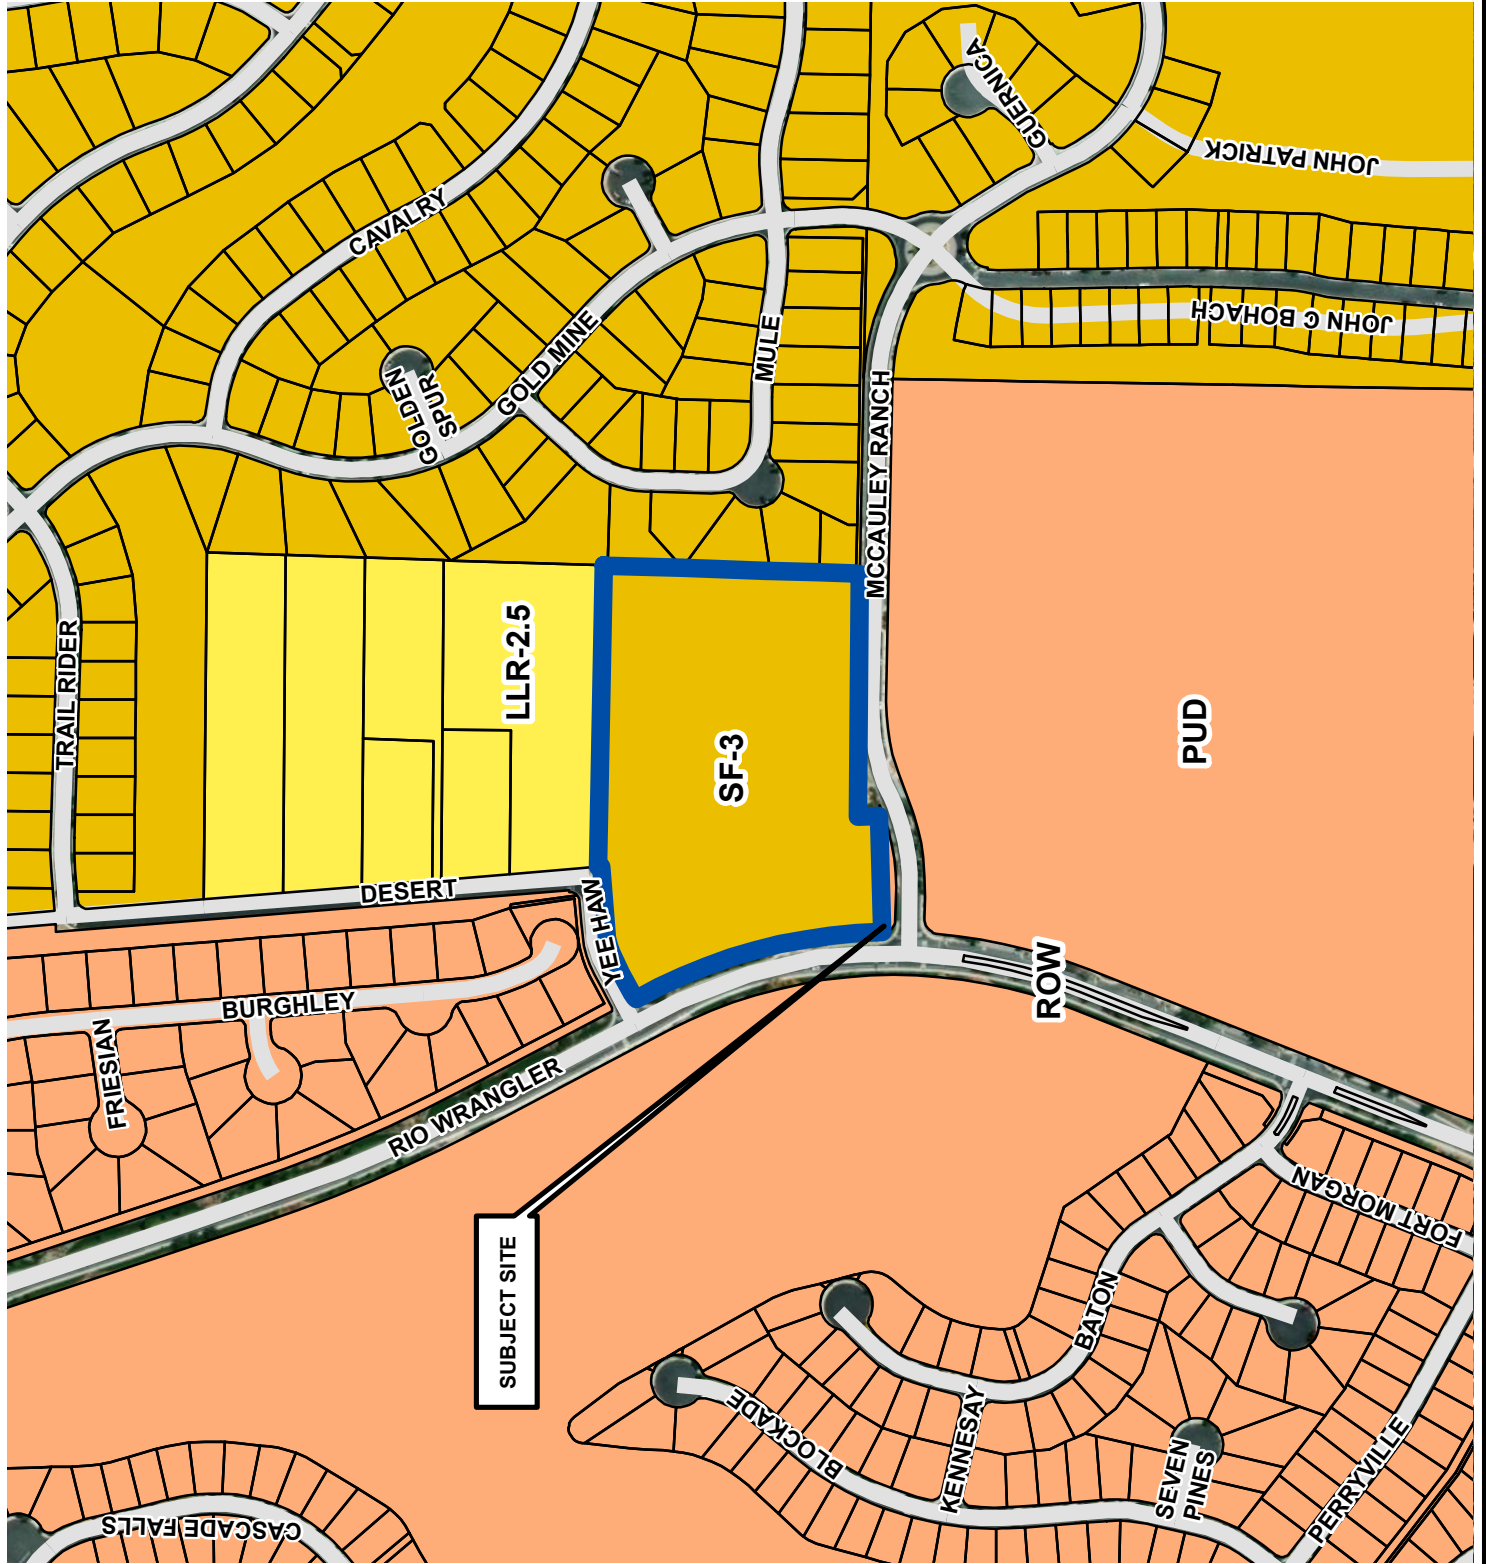 GUERNICA
JOHN PATRICK
CAVALRY
JOHN C BOHACH
GOLD MINE
MULE
GOLDEN
SPUR
MCCAULEY RANCH
TRAIL RIDER
LLR-2.5
SF-3
PUD
DESERT
YEE HAW
ROW
BURGHLEY
FRIESIAN
RIO WRANGLER
FORT MORGAN
SUBJECT SITE
BATON
BLOCKADE
KENNESAY
SEVEN
PINES
PERRYVILLE
CASCADE FALLS